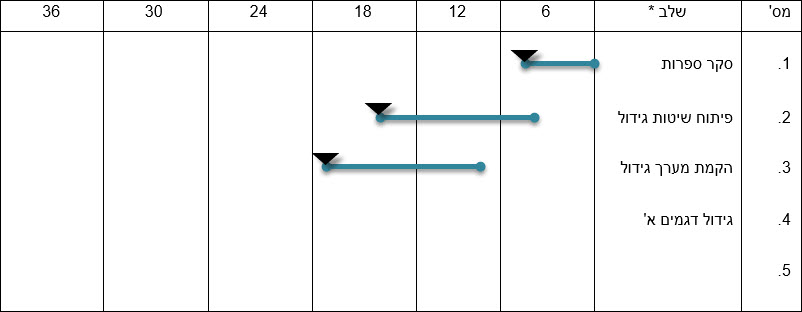 מס' שלב * 6 12 18 24 30 36
1. סקר ספרות
2. פיתוח שיטות גידול
3. הקמת מערך גידול
4. גידול דגמים א'
5.